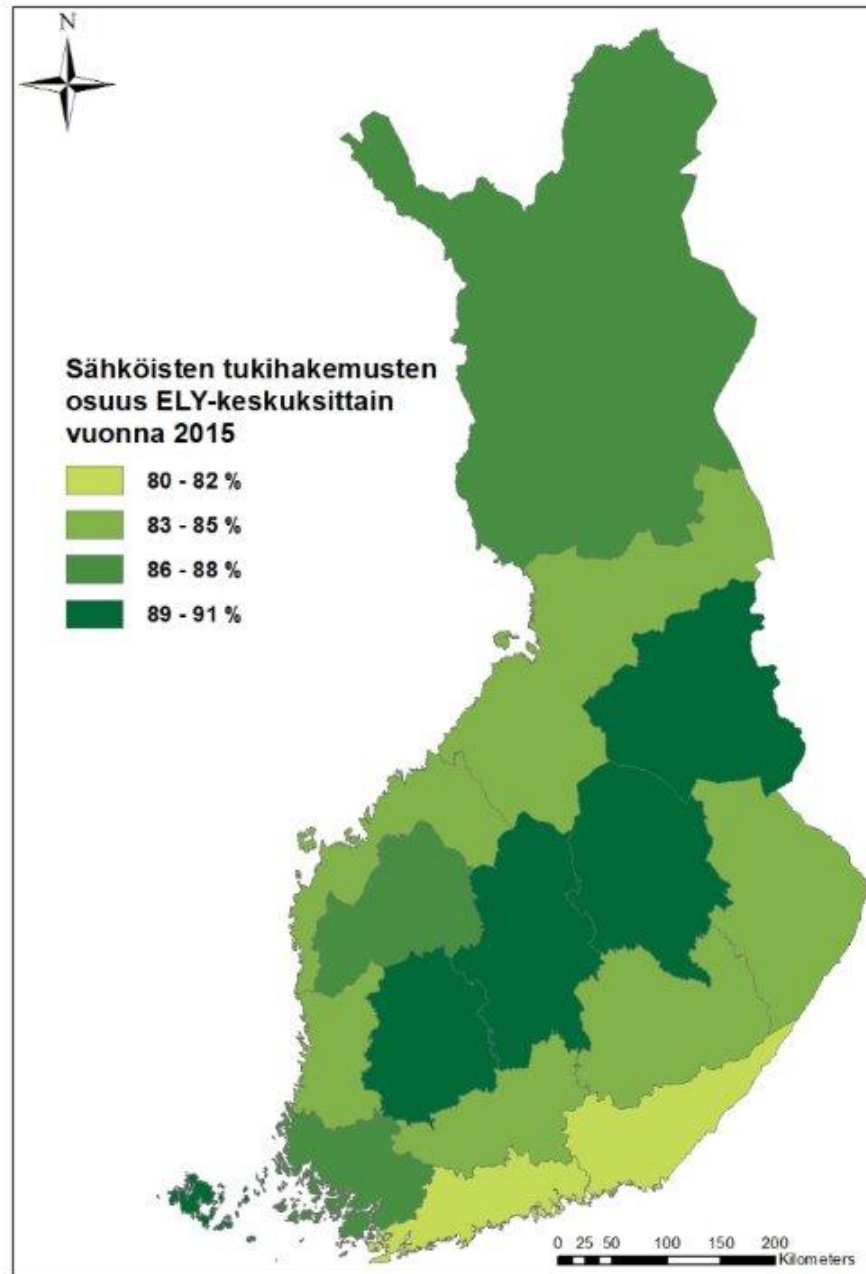 N
Sähköisten tukihakemusten
osuus ELY-keskuksittain
vuonna 2015
80 - 82 %
83 - 85 %
86 - 88 %
89 - 91 %
0 25 50 100 150 200
Kilometers